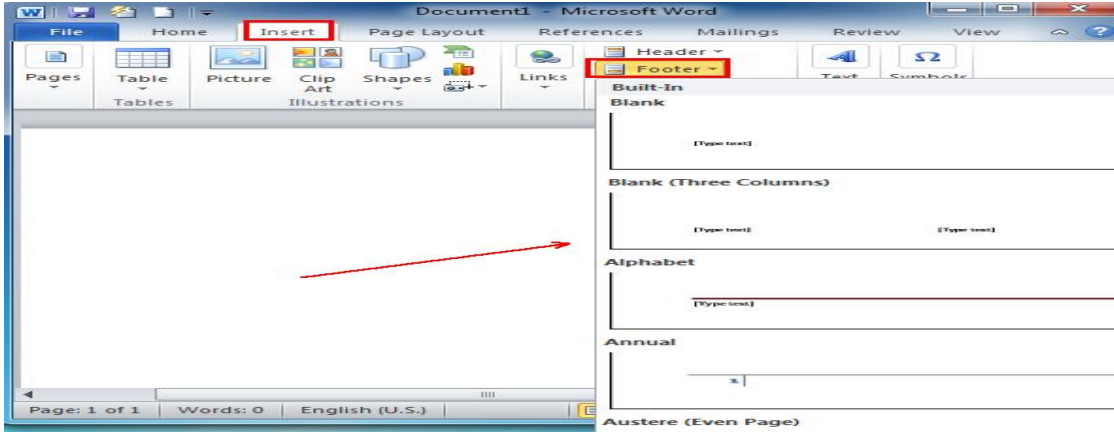 Document1 - Microsoft Word
File Home Insert Page Layout References Mailings Review View
Header
Footer
Pages Table Picture Clip Art Shapes Links Text Symbols
Tables Illustrations
Built-In
Blank
[Type text]
Blank (Three Columns)
[Type text] [Type text]
Alphabet
[Type text]
Annual
1
Austere (Even Page)
Page: 1 of 1 Words: 0 English (U.S.)